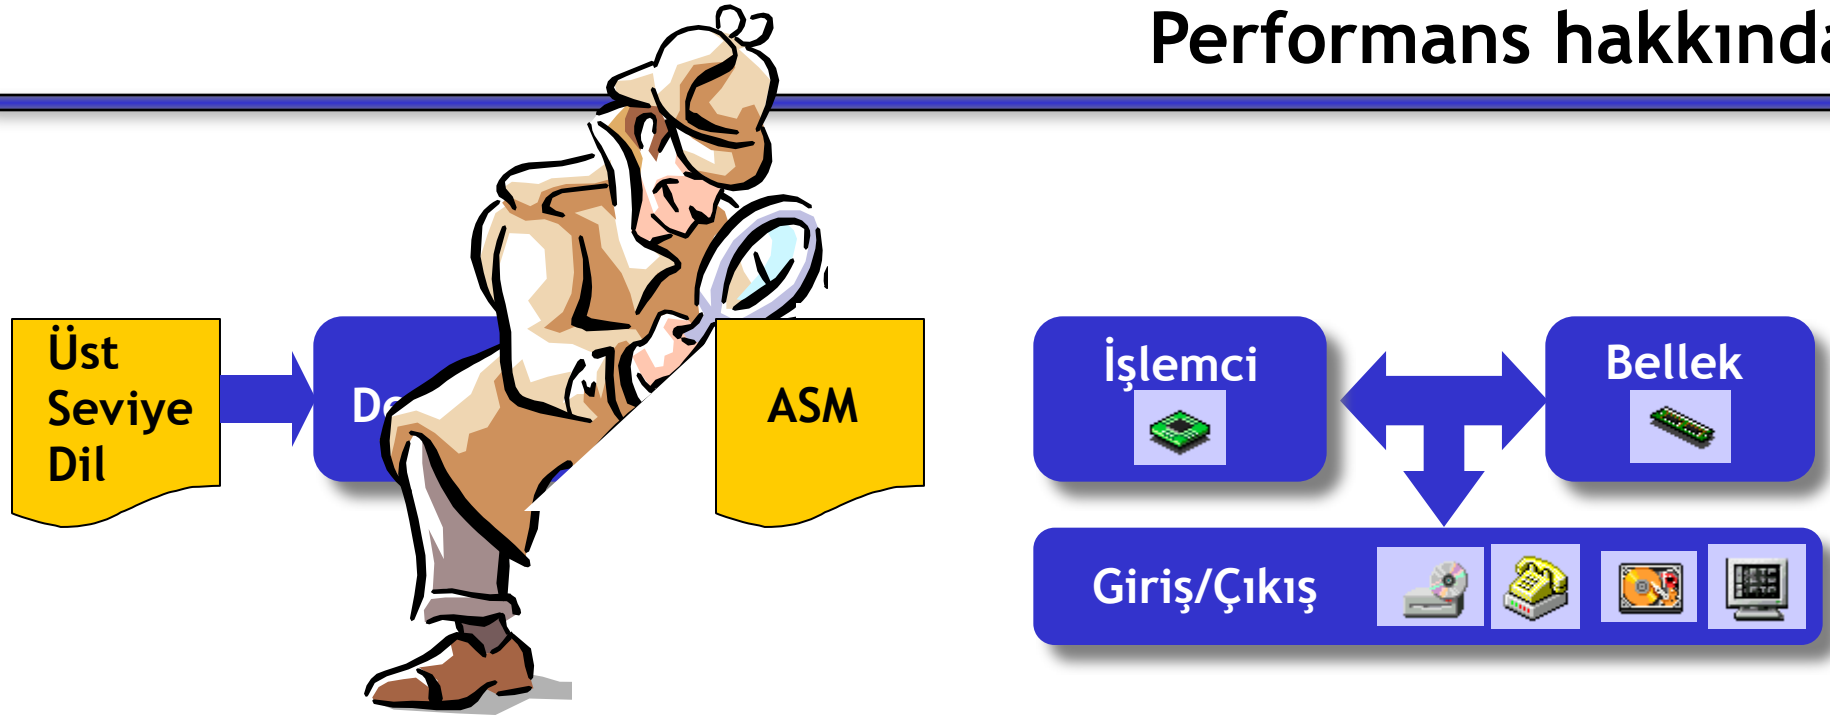 Performans hakkında
Üst
Seviye
Dil
ASM
İşlemci
Bellek
Giriş/Çıkış